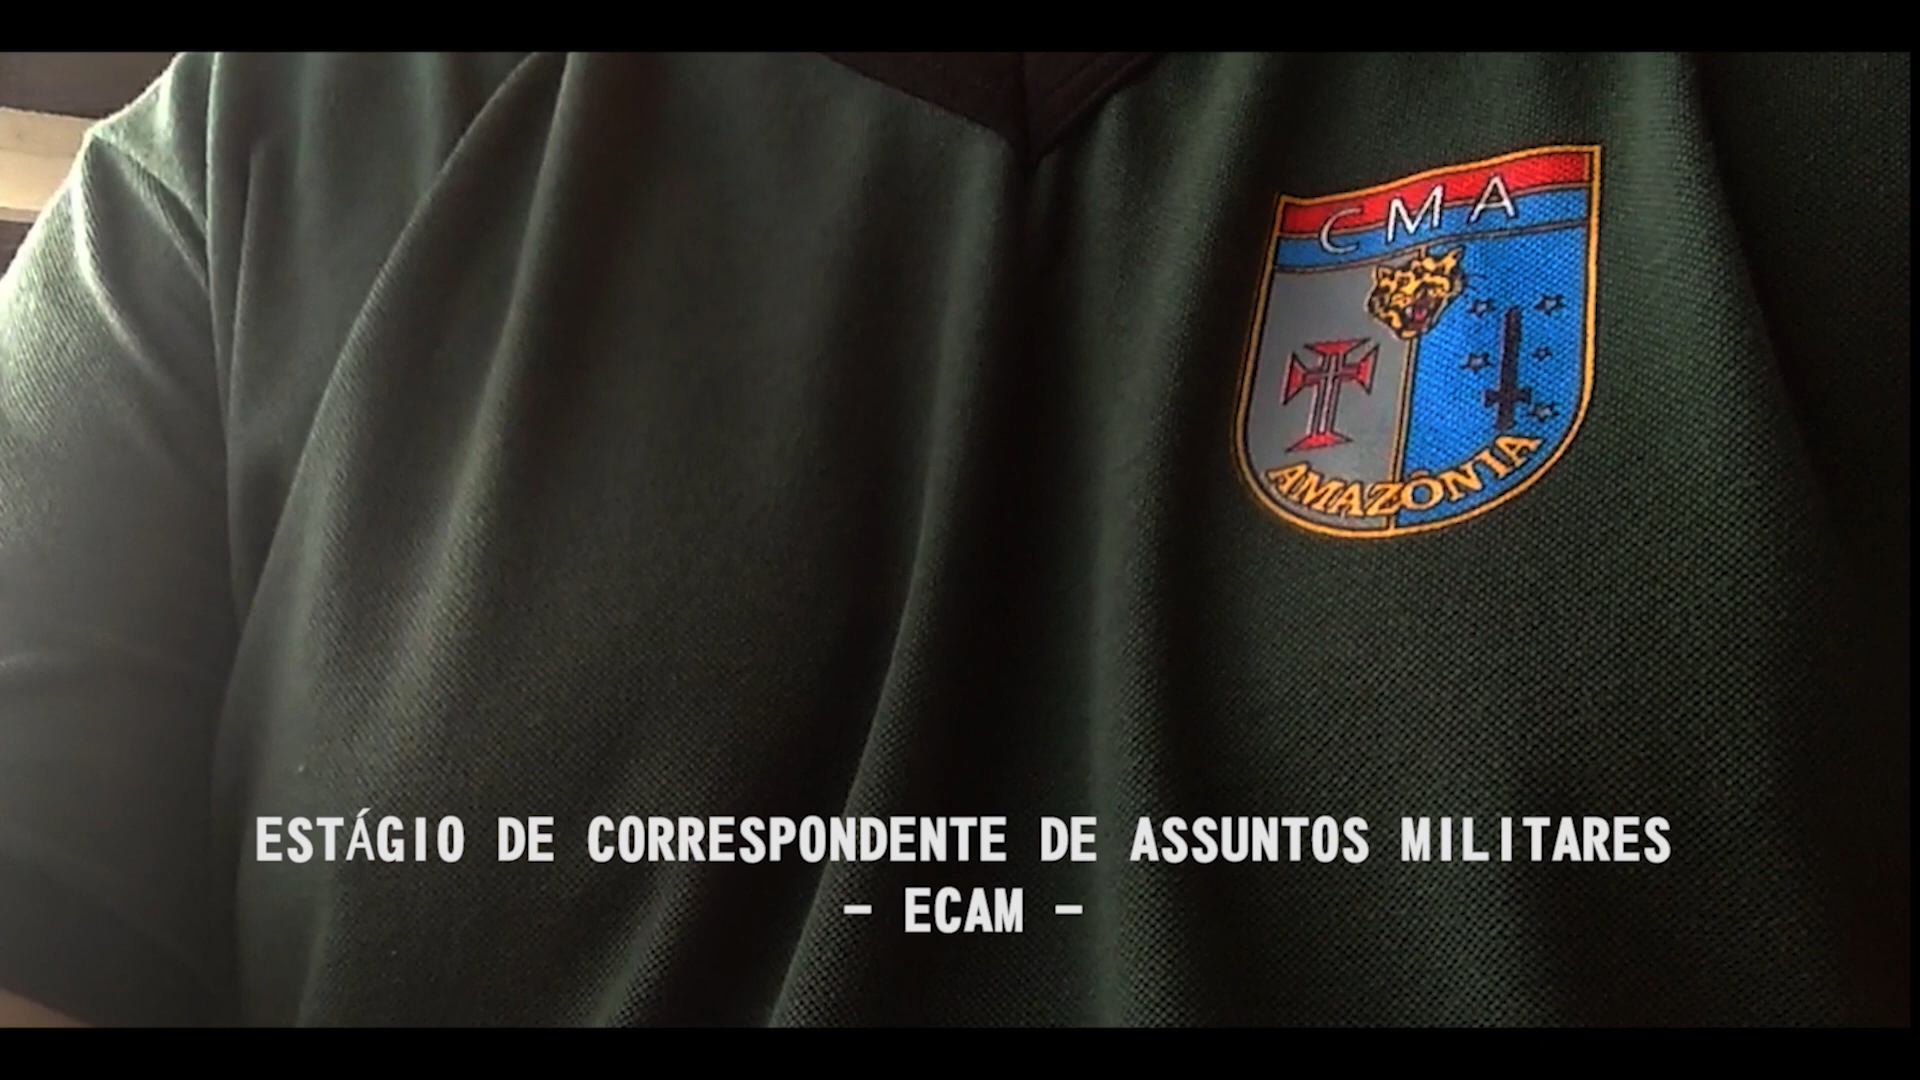 CMA
AMAZÔNIA
ESTÁGIO DE CORRESPONDENTE DE ASSUNTOS MILITARES
- ECAM -